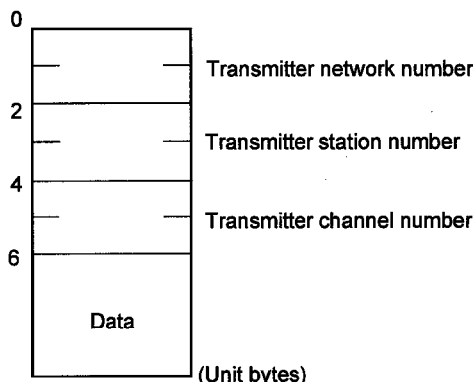 0
Transmitter network number
2
Transmitter station number
4
Transmitter channel number
6
Data
(Unit bytes)